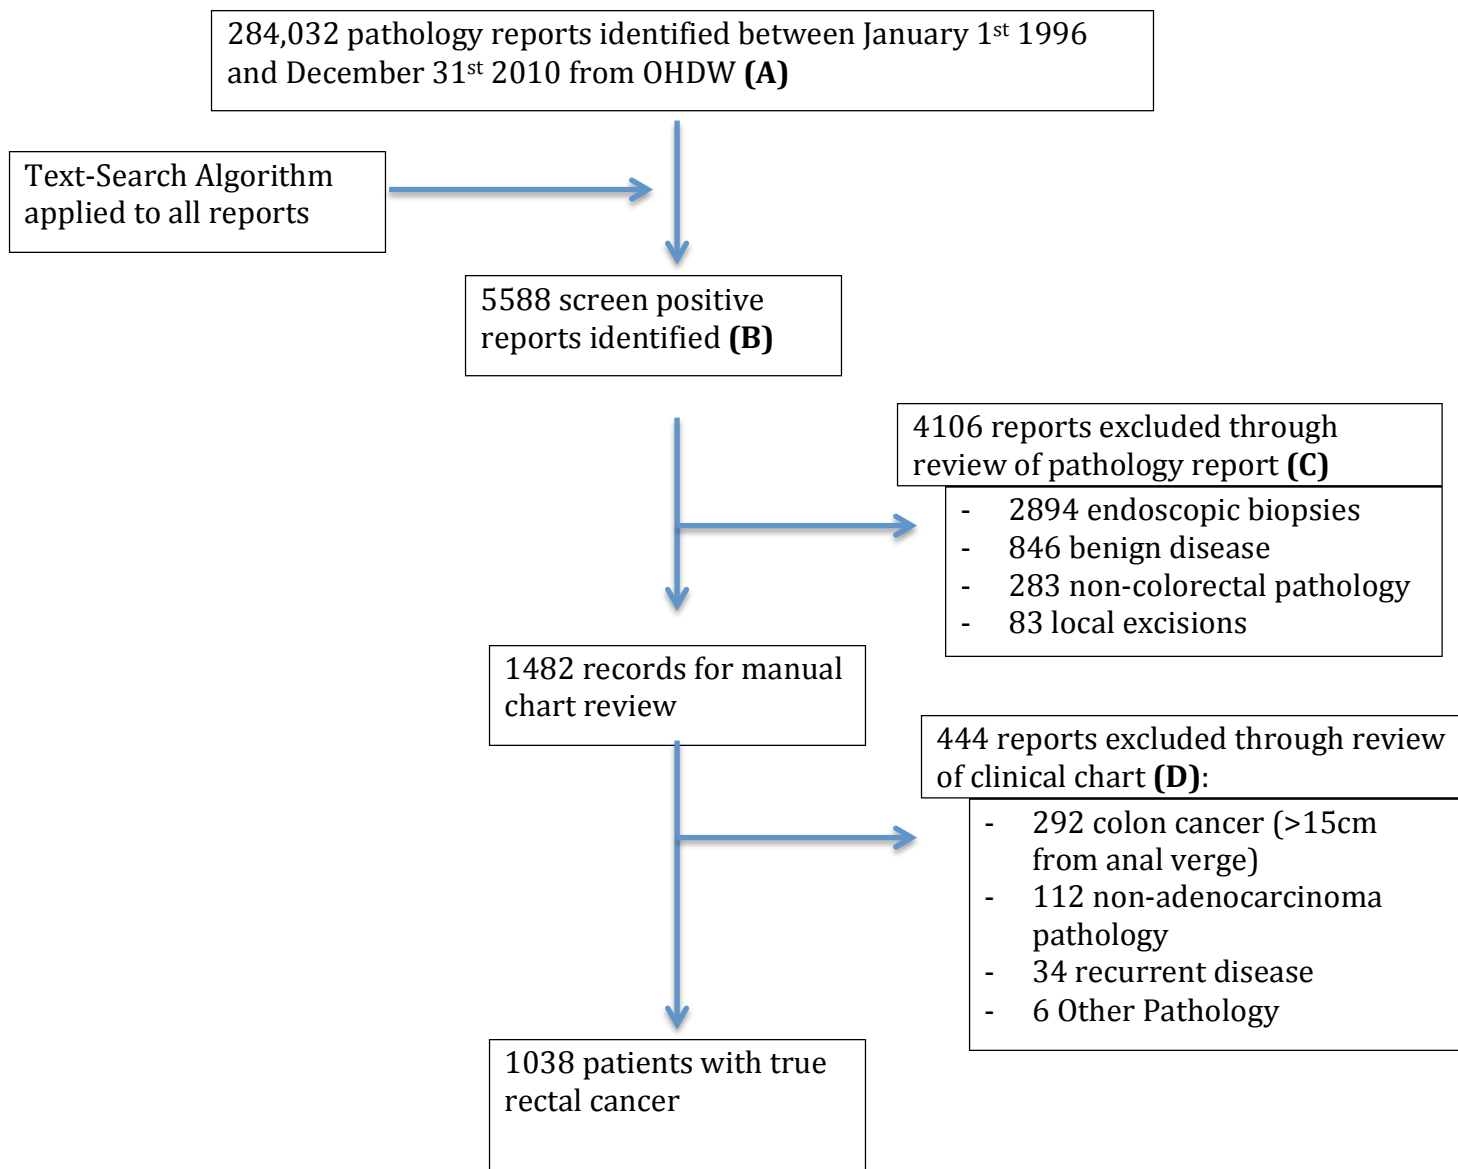 284,032 pathology reports identified between January 1st 1996
and December 31st 2010 from OHDW (A)
Text-Search Algorithm
applied to all reports
5588 screen positive
reports identified (B)
4106 reports excluded through
review of pathology report (C)
- 2894 endoscopic biopsies
- 846 benign disease
- 283 non-colorectal pathology
- 83 local excisions
1482 records for manual
chart review
444 reports excluded through review
of clinical chart (D):
- 292 colon cancer (>15cm
from anal verge)
- 112 non-adenocarcinoma
pathology
- 34 recurrent disease
- 6 Other Pathology
1038 patients with true
rectal cancer